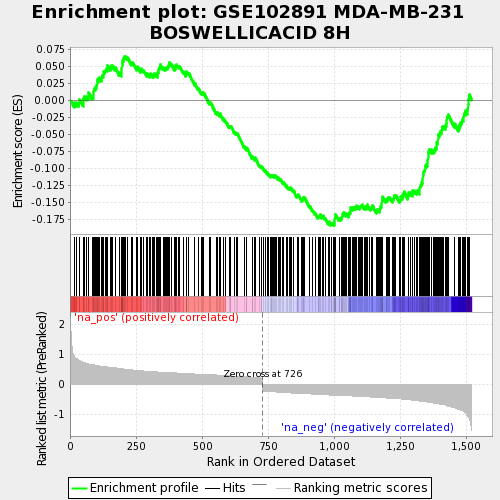 Enrichment plot: GSE102891 MDA-MB-231
BOSWELLICACID 8H
Enrichment score (ES)
0.075
0.050
0.025
0.000
-0.025
-0.050
-0.075
-0.100
-0.125
-0.150
-0.175
'na_pos' (positively correlated)
Ranked list metric (PreRanked)
2
1
0
-1
Zero cross at 726
'na_neg' (negatively correlated)
0
250
500
750
1,000
1,250
1,500
Rank in Ordered Dataset
Enrichment profile
Hits
Ranking metric scores